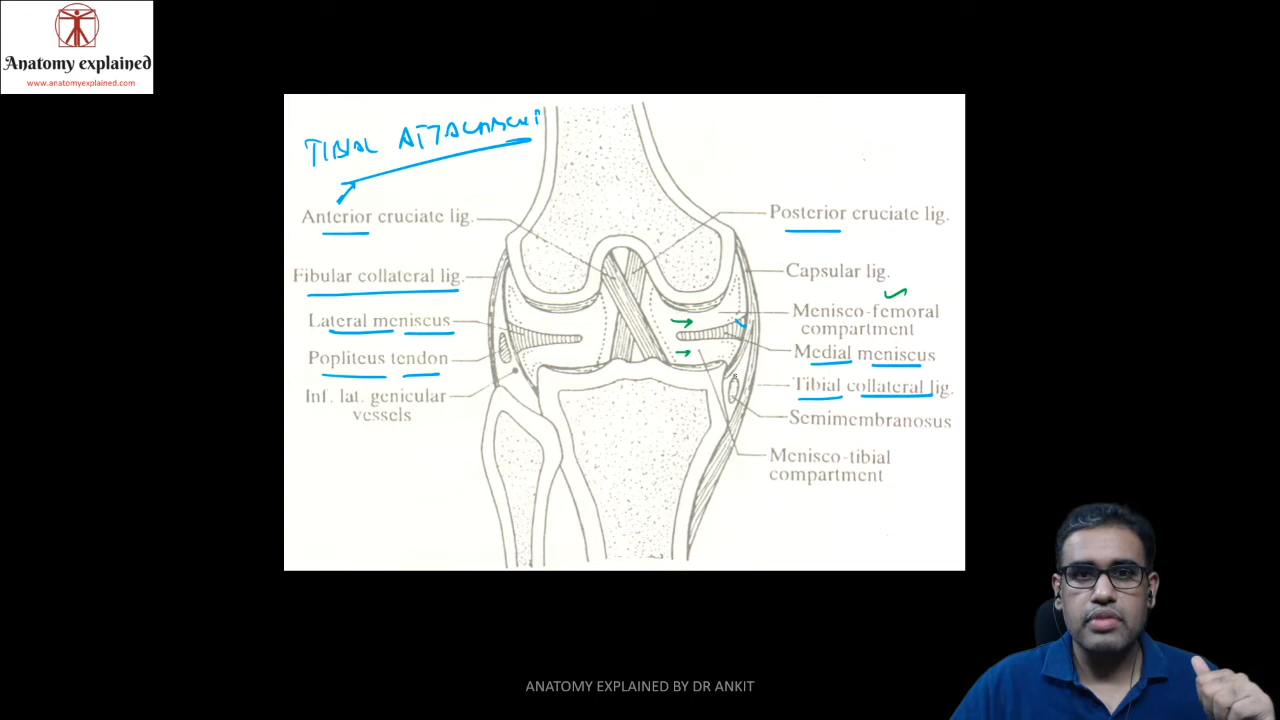 Anatomy explained
www.anatomyexplained.com
TIBIAL ATTACHMENT
Anterior cruciate lig.
Fibular collateral lig.
Lateral meniscus
Popliteus tendon
Inf. lat. genicular
vessels
Posterior cruciate lig.
Capsular lig.
Menisco-femoral
compartment
Medial meniscus
Tibial collateral lig.
Semimembranosus
Menisco-tibial
compartment
ANATOMY EXPLAINED BY DR ANKIT